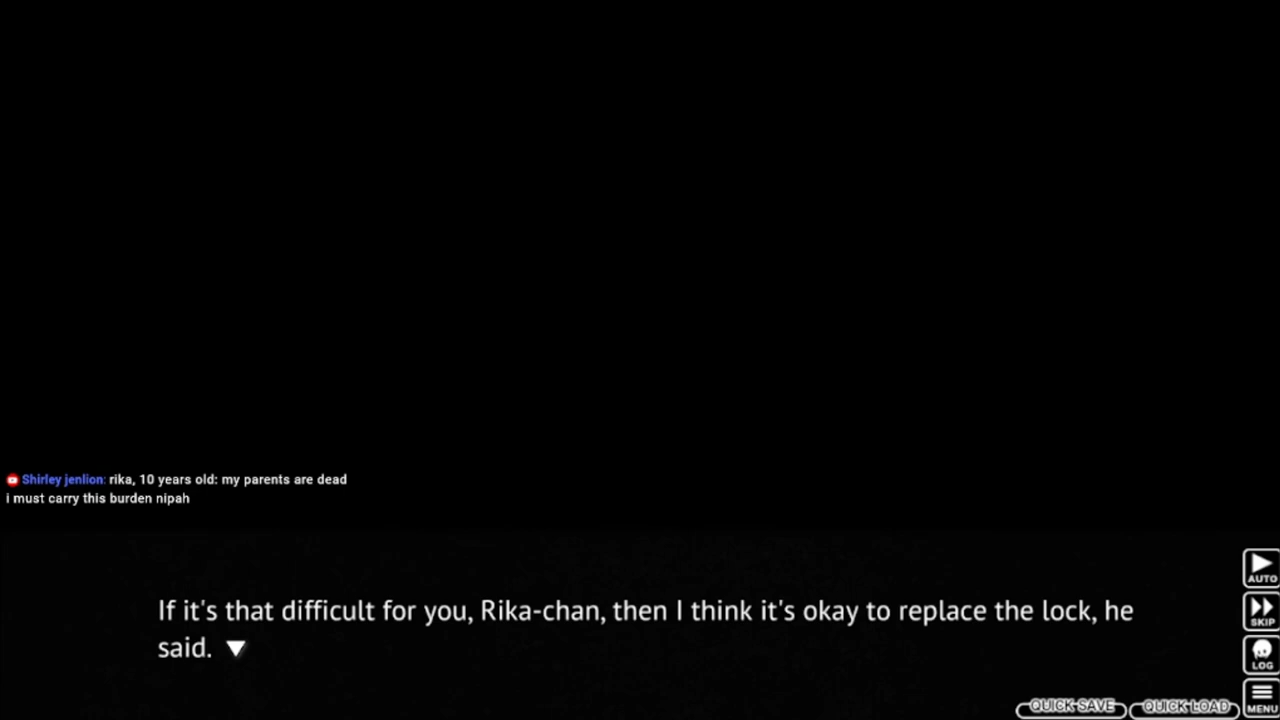 Shirley jenlion: rika, 10 years old: my parents are dead
i must carry this burden nipah
If it's that difficult for you, Rika-chan, then I think it's okay to replace the lock, he
said.
AUTO
SKIP
LOG
MENU
QUICK SAVE
QUICK LOAD